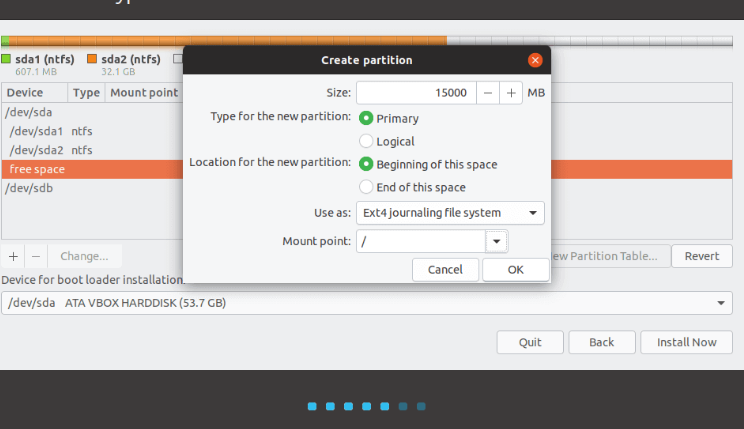 sda1 (ntfs) sda2 (ntfs)
607.1 MB 32.1 GB
Device Type Mount point
/dev/sda
/dev/sda1 ntfs
/dev/sda2 ntfs
free space
/dev/sdb
Create partition
Size: 15000 MB
Type for the new partition: Primary
Logical
Location for the new partition: Beginning of this space
End of this space
Use as: Ext4 journaling file system
Mount point: /
Cancel OK
+ − Change... Partition Table... Revert
Device for boot loader installation
/dev/sda ATA VBOX HARDDISK (53.7 GB)
Quit Back Install Now